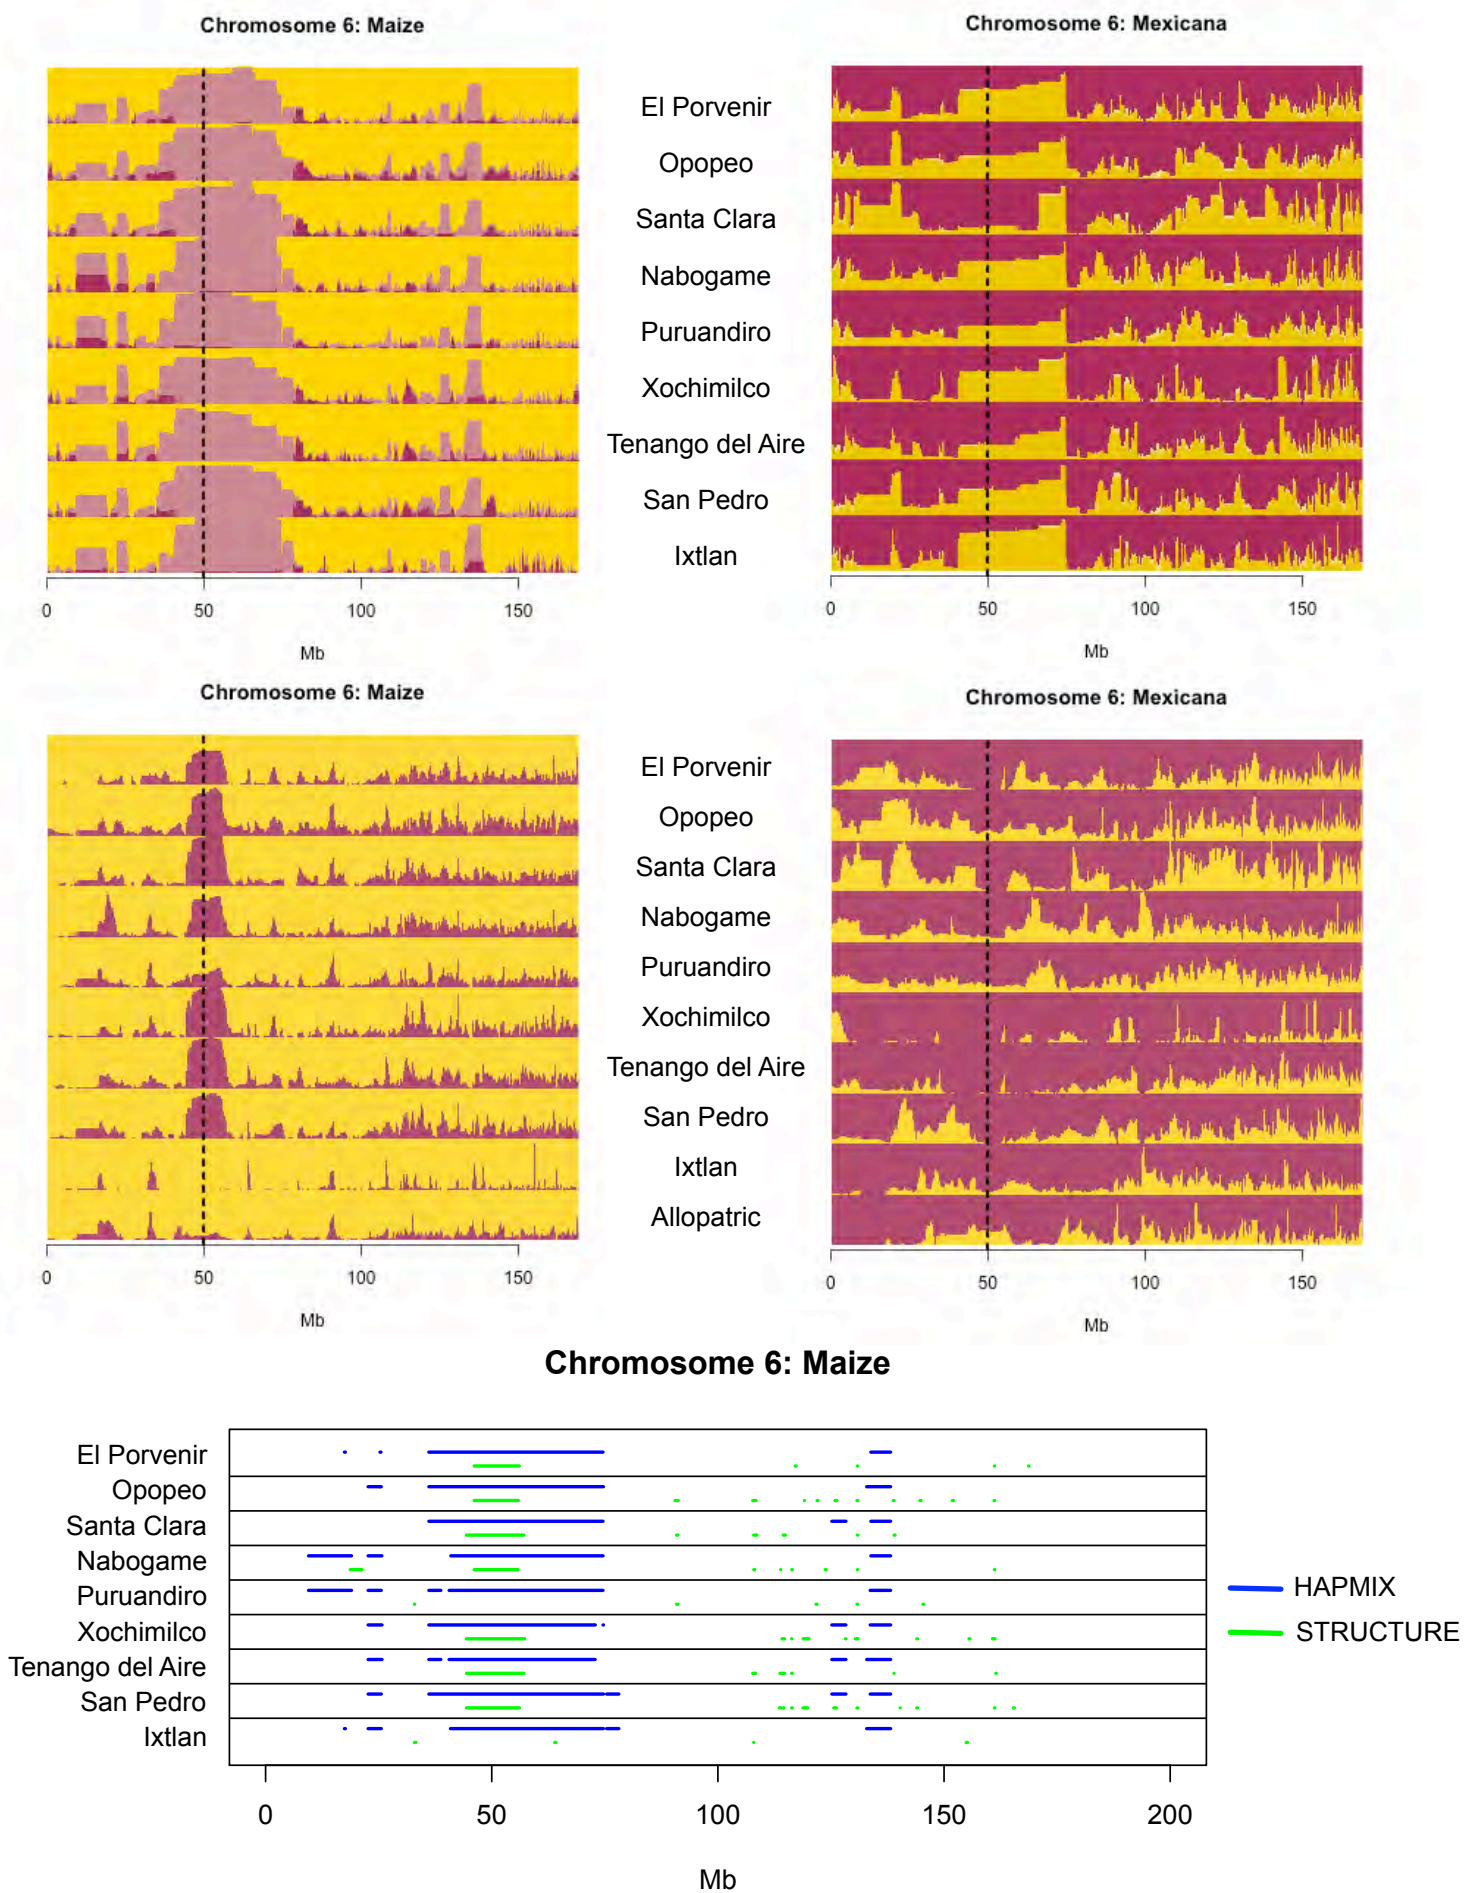 Chromosome 6: Maize
Chromosome 6: Mexicana
El Porvenir
Opopeo
Santa Clara
Nabogame
Puruandiro
Xochimilco
Tenango del Aire
San Pedro
Ixtlan
0 50 100 150
Mb
0 50 100 150
Mb
Chromosome 6: Maize
Chromosome 6: Mexicana
El Porvenir
Opopeo
Santa Clara
Nabogame
Puruandiro
Xochimilco
Tenango del Aire
San Pedro
Ixtlan
Allopatric
0 50 100 150
Mb
0 50 100 150
Mb
Chromosome 6: Maize
El Porvenir
Opopeo
Santa Clara
Nabogame
Puruandiro
Xochimilco
Tenango del Aire
San Pedro
Ixtlan
HAPMIX
STRUCTURE
0 50 100 150 200
Mb